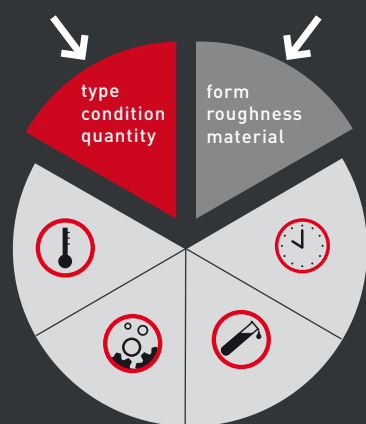 type
condition
quantity
form
roughness
material